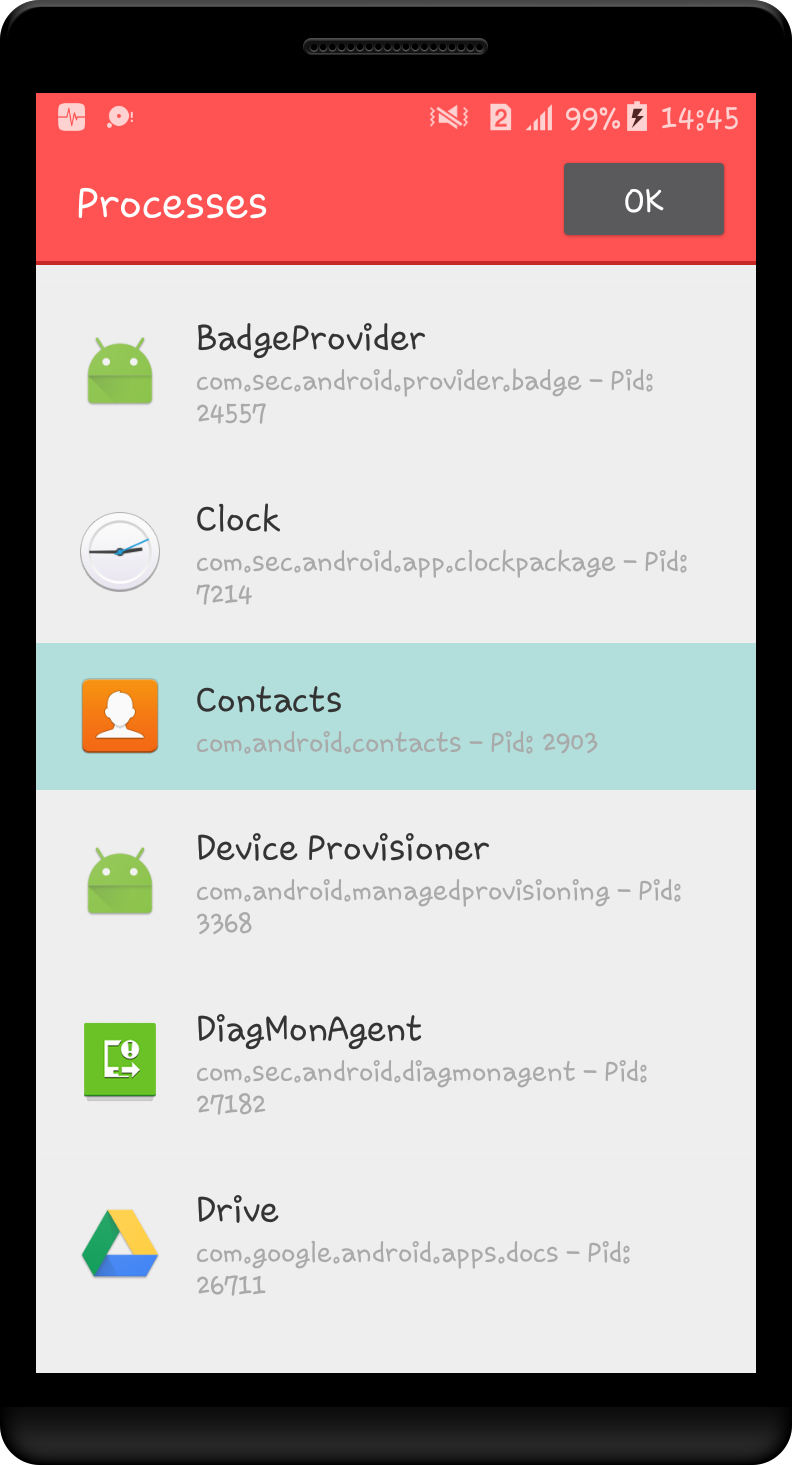 2 99% 14:45
Processes OK
BadgeProvider
com.sec.android.provider.badge - Pid:
24557
Clock
com.sec.android.app.clockpackage - Pid:
7214
Contacts
com.android.contacts - Pid: 2903
Device Provisioner
com.android.managedprovisioning - Pid:
3368
DiagMonAgent
com.sec.android.diagmonagent - Pid:
27182
Drive
com.google.android.apps.docs - Pid:
26711